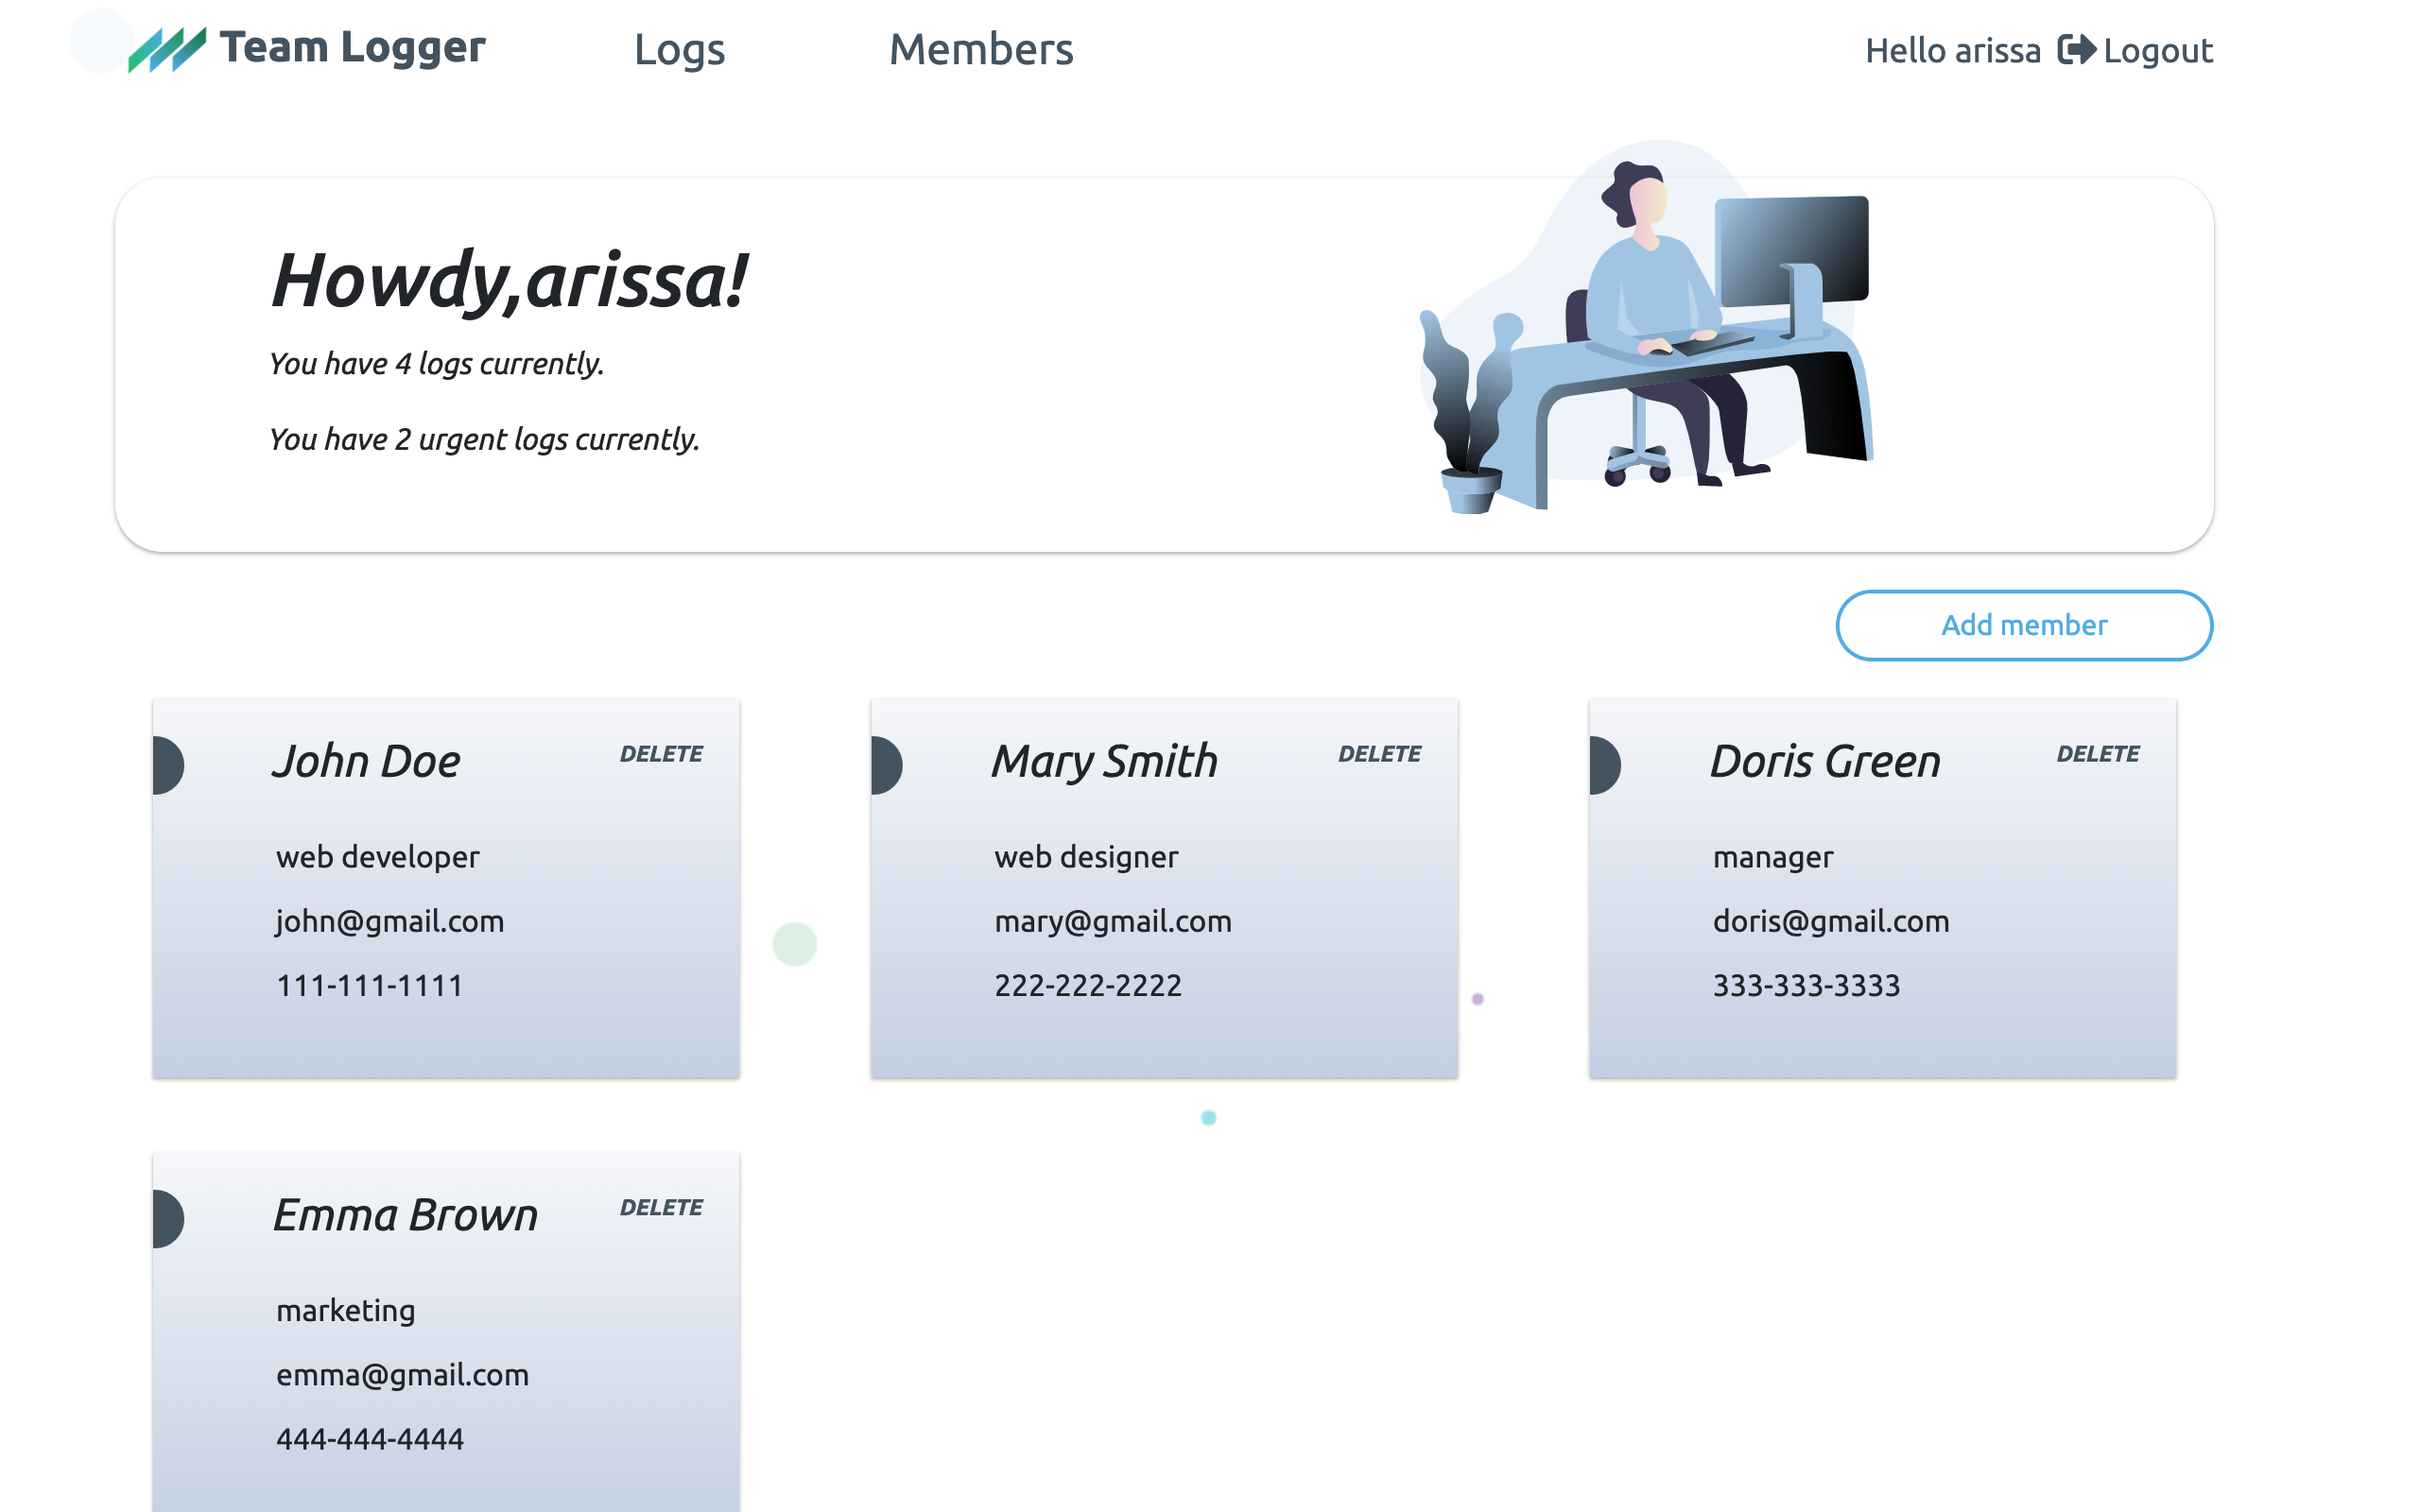 Team Logger
Logs
Members
Hello arissa
Logout
Howdy,arissa!
You have 4 logs currently.
You have 2 urgent logs currently.
Add member
John Doe
DELETE
web developer
john@gmail.com
111-111-1111
Mary Smith
DELETE
web designer
mary@gmail.com
222-222-2222
Doris Green
DELETE
manager
doris@gmail.com
333-333-3333
Emma Brown
DELETE
marketing
emma@gmail.com
444-444-4444